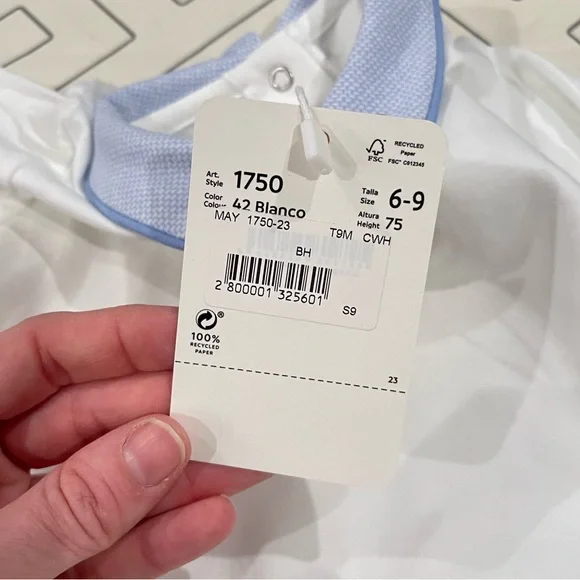 FSC
RECYCLED
Paper
FSC® C012345
Art.
Style 1750
Talla
Size 6-9
Color
Colour 42 Blanco
Altura
Height 75
MAY 1750-23 T9M CWH
BH
2 800001 325601
S9
100%
RECYCLED
PAPER
23